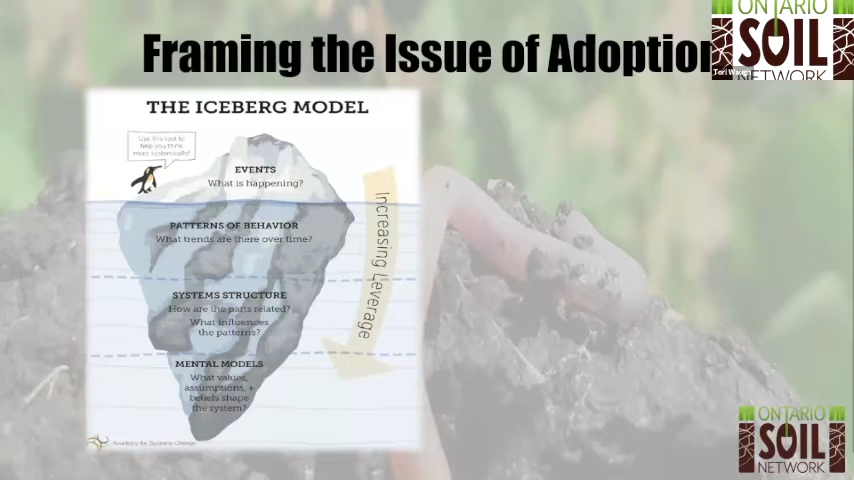 Framing the Issue of Adoption
ONTARIO
SOIL
NETWORK
Tori Waugh
THE ICEBERG MODEL
Use this tool to
help you think
more systemically!
EVENTS
What is happening?
PATTERNS OF BEHAVIOR
What trends are there over time?
SYSTEMS STRUCTURE
How are the parts related?
What influences
the patterns?
MENTAL MODELS
What values,
assumptions, +
beliefs shape
the system?
Increasing Leverage
Academy for Systems Change
ONTARIO
SOIL
NETWORK